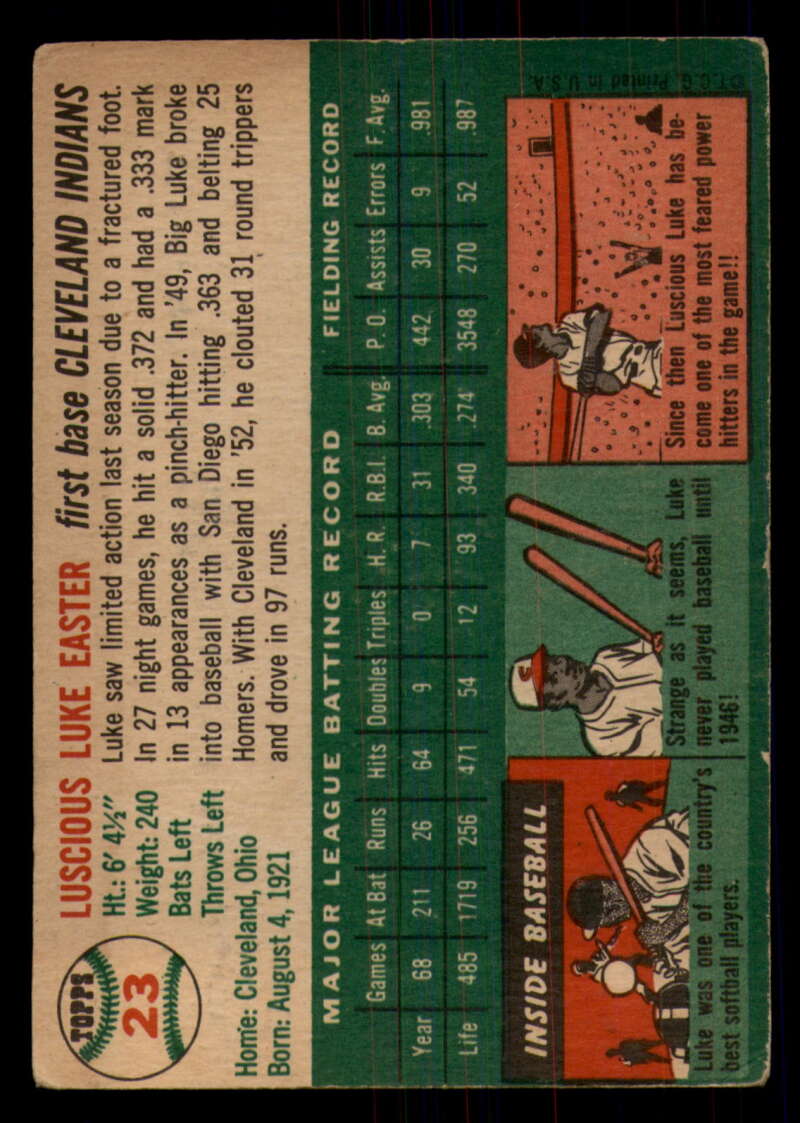 TOPPS
23
LUSCIOUS LUKE EASTER first base CLEVELAND INDIANS
Ht.: 6' 4½"
Weight: 240
Bats Left
Throws Left
Home: Cleveland, Ohio
Born: August 4, 1921
Luke saw limited action last season due to a fractured foot.
In 27 night games, he hit a solid .372 and had a .333 mark
in 13 appearances as a pinch-hitter. In '49, Big Luke broke
into baseball with San Diego hitting .363 and belting 25
Homers. With Cleveland in '52, he clouted 31 round trippers
and drove in 97 runs.
MAJOR LEAGUE BATTING RECORD FIELDING RECORD
Games At Bat Runs Hits Doubles Triples H. R. R.B.I. B. Avg. P. O. Assists Errors F. Avg.
Year 68 211 26 64 9 0 7 31 .303 442 30 9 .981
Life 485 1719 256 471 54 12 93 340 .274 3548 270 52 .987
©T. C. G. Printed in U.S.A.
INSIDE BASEBALL
Luke was one of the country's
best softball players.
C
Strange as it seems, Luke
never played baseball until
1946!
Since then Luscious Luke has be-
come one of the most feared power
hitters in the game!!